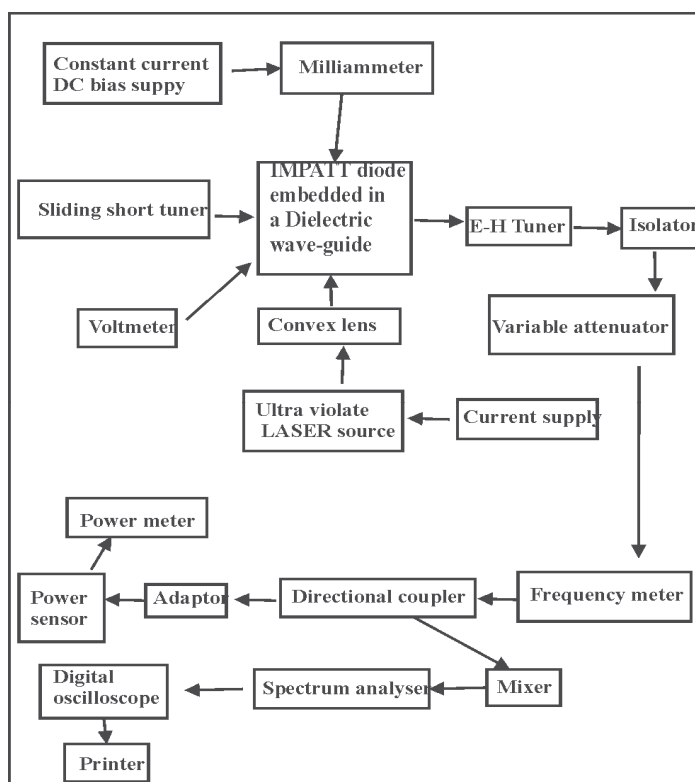 Constant current
DC bias suppy
Milliammeter
IMPATT diode
embedded in
a Dielectric
wave-guide
Sliding short tuner
E-H Tuner
Isolator
Voltmeter
Convex lens
Variable attenuator
Ultra violate
LASER source
Current supply
Power meter
Power
sensor
Adaptor
Directional coupler
Frequency meter
Digital
oscilloscope
Spectrum analyser
Mixer
Printer